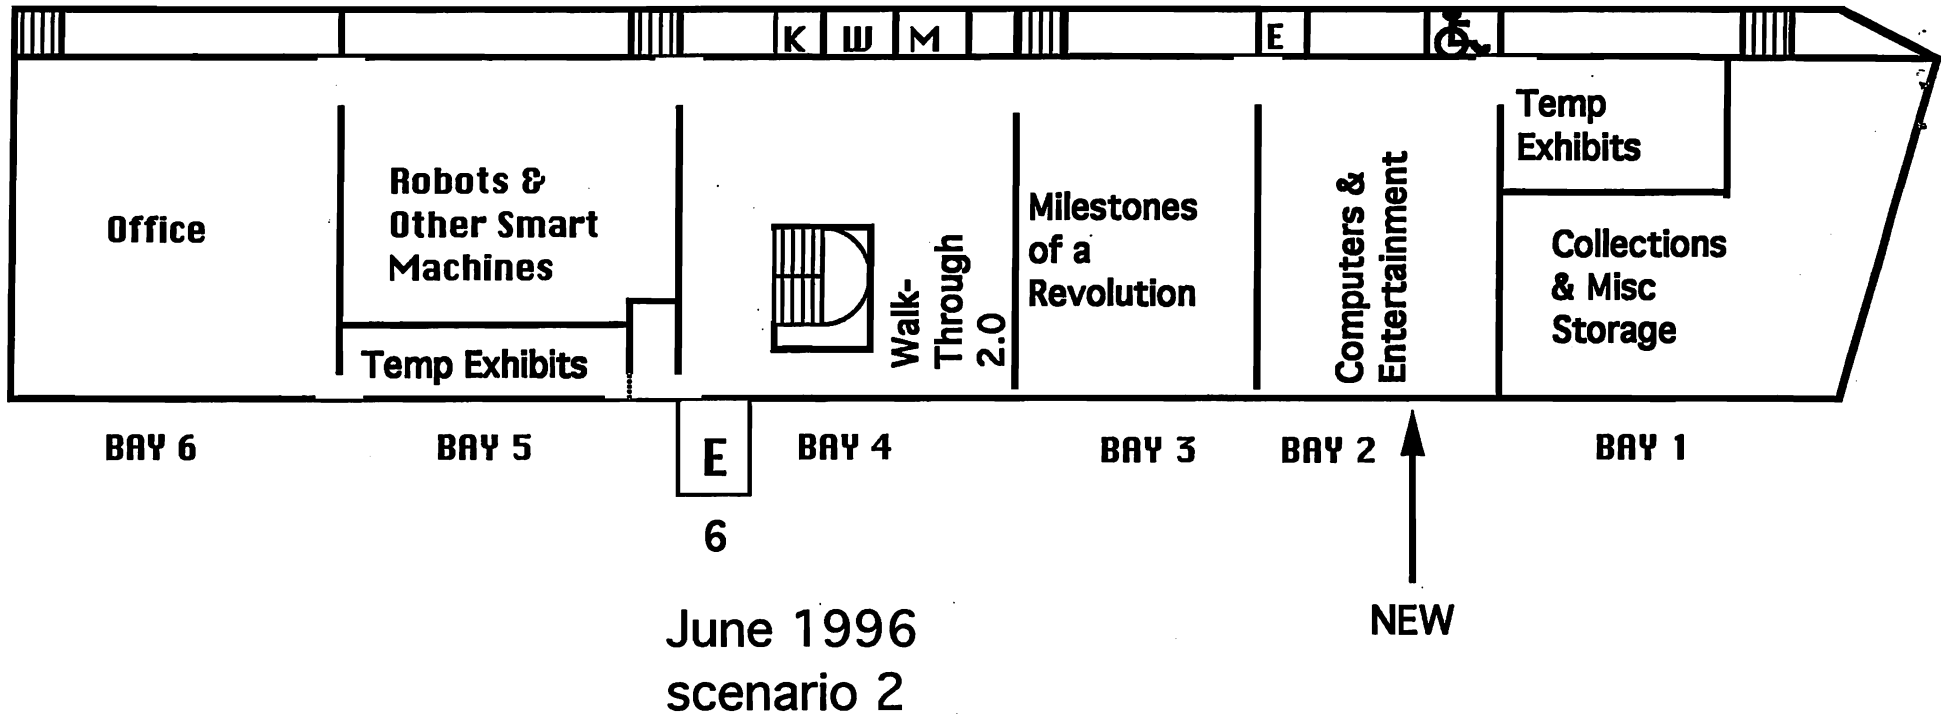 K W M E
Temp
Exhibits
Robots &
Other Smart
Machines
Office
Temp Exhibits
Walk-
Through
2.0
Milestones
of a
Revolution
Computers &
Entertainment
Collections
& Misc
Storage
BAY 6 BAY 5 BAY 4 BAY 3 BAY 2 BAY 1
E
6
NEW
June 1996
scenario 2